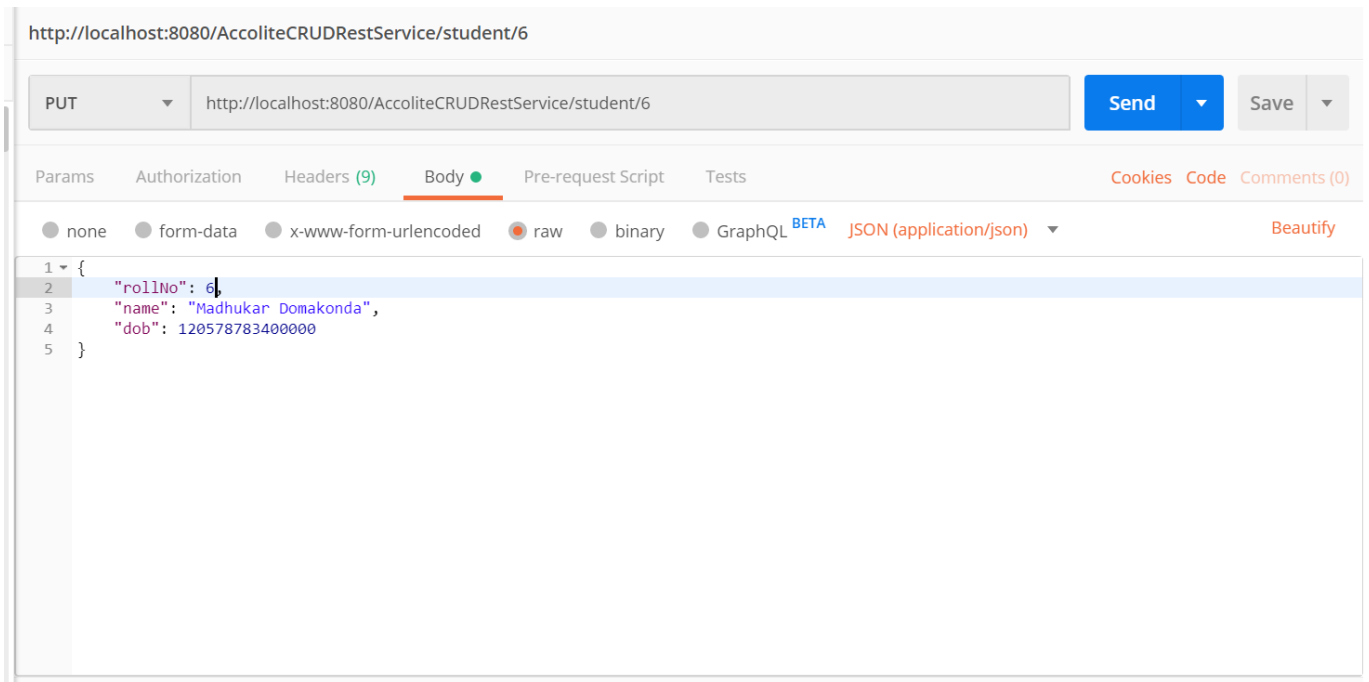 http://localhost:8080/AccoliteCRUDRestService/student/6
PUT http://localhost:8080/AccoliteCRUDRestService/student/6 Send Save
Params Authorization Headers (9) Body Pre-request Script Tests Cookies Code Comments (0)
none form-data x-www-form-urlencoded raw binary GraphQL BETA JSON (application/json) Beautify
1 {
2 "rollNo": 6,
3 "name": "Madhukar Domakonda",
4 "dob": 120578783400000
5 }